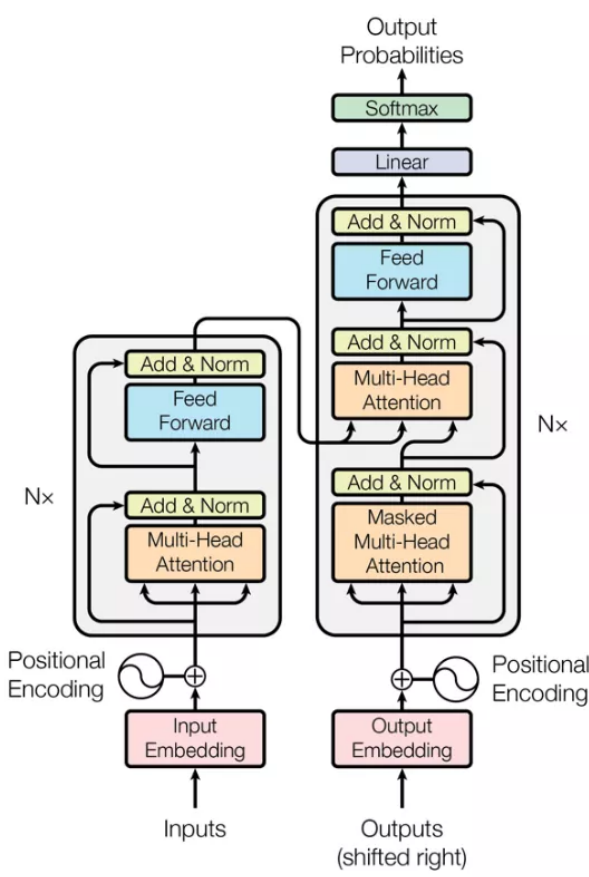 Output
Probabilities
Softmax
Linear
Add & Norm
Feed
Forward
Add & Norm
Multi-Head
Attention
Add & Norm
Masked
Multi-Head
Attention
Nx
Add & Norm
Feed
Forward
Add & Norm
Multi-Head
Attention
Nx
Positional
Encoding
Input
Embedding
Inputs
Positional
Encoding
Output
Embedding
Outputs
(shifted right)